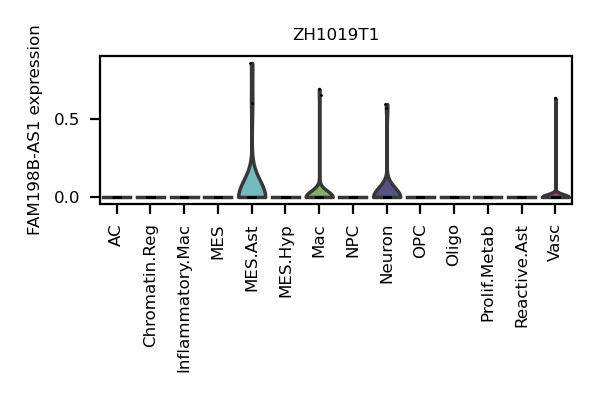 ZH1019T1
FAM198B-AS1 expression
0.5
0.0
AC
Chromatin.Reg
Inflammatory.Mac
MES
MES.Ast
MES.Hyp
Mac
NPC
Neuron
OPC
Oligo
Prolif.Metab
Reactive.Ast
Vasc